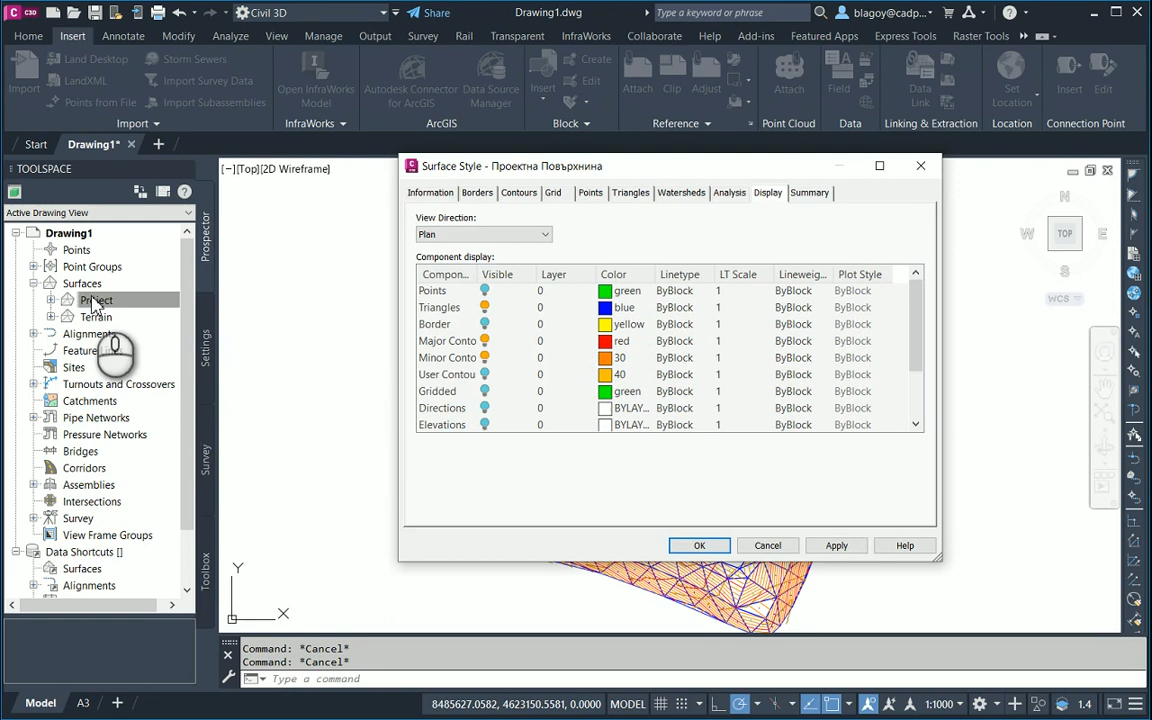 C3D Civil 3D Share Drawing1.dwg Type a keyword or phrase blagoy@cadp...
Home Insert Annotate Modify Analyze View Manage Output Survey Rail Transparent InfraWorks Collaborate Help Add-ins Featured Apps Express Tools Raster Tools
Import Land Desktop LandXML Points from File Storm Sewers Import Survey Data Import Subassemblies
Open InfraWorks Model Autodesk Connector for ArcGIS Data Source Manager Insert Create Edit Attach Clip Adjust Attach Field Data Link Set Location Insert Edit
Import InfraWorks ArcGIS Block Reference Point Cloud Data Linking & Extraction Location Connection Point
Start Drawing1* +
TOOLSPACE
Active Drawing View
Drawing1
Points
Point Groups
Surfaces
Project
Terrain
Alignments
Sites
Turnouts and Crossovers
Catchments
Pipe Networks
Pressure Networks
Bridges
Corridors
Assemblies
Intersections
Survey
View Frame Groups
Data Shortcuts []
Surfaces
Alignments
Prospector
Settings
Survey
Toolbox
[−][Top][2D Wireframe]
Surface Style - Проектна Повърхнина
Information Borders Contours Grid Points Triangles Watersheds Analysis Display Summary
View Direction:
Plan
Component display:
Compon... Visible Layer Color Linetype LT Scale Lineweig... Plot Style
Points 0 green ByBlock 1 ByBlock ByBlock
Triangles 0 blue ByBlock 1 ByBlock ByBlock
Border 0 yellow ByBlock 1 ByBlock ByBlock
Major Conto 0 red ByBlock 1 ByBlock ByBlock
Minor Conto 0 30 ByBlock 1 ByBlock ByBlock
User Contou 0 40 ByBlock 1 ByBlock ByBlock
Gridded 0 green ByBlock 1 ByBlock ByBlock
Directions 0 BYLAY... ByBlock 1 ByBlock ByBlock
Elevations 0 BYLAY... ByBlock 1 ByBlock ByBlock
OK Cancel Apply Help
N
W TOP E
S
WCS
Y
X
Command: *Cancel*
Command: *Cancel*
Type a command
Model A3 + 8485627.0582, 4623150.5581, 0.0000 MODEL 1:1000 1.4